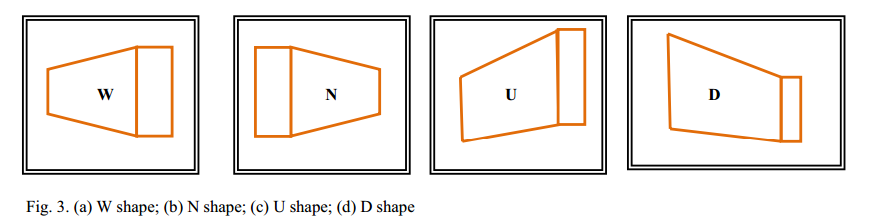 W N U D
Fig. 3. (a) W shape; (b) N shape; (c) U shape; (d) D shape